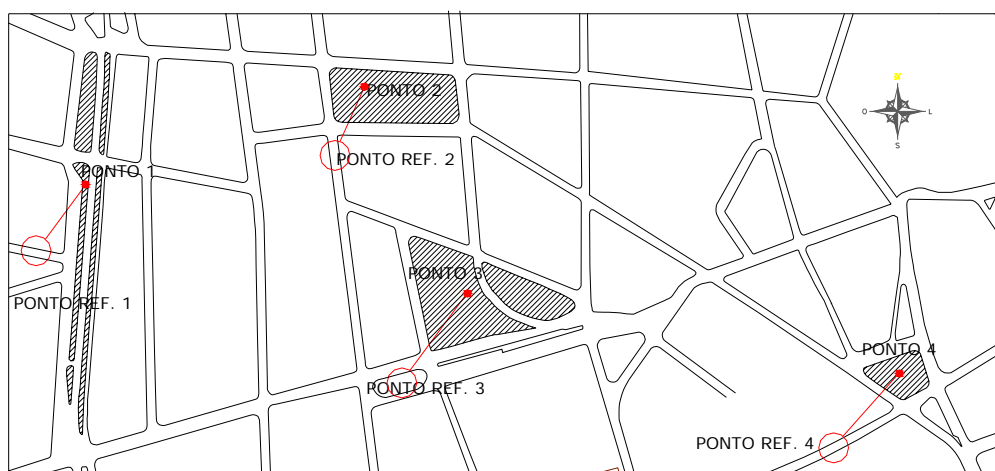 PONTO 2
N
O
L
S
PONTO REF. 2
PONTO 1
PONTO 3
PONTO REF. 1
PONTO 4
PONTO REF. 3
PONTO REF. 4